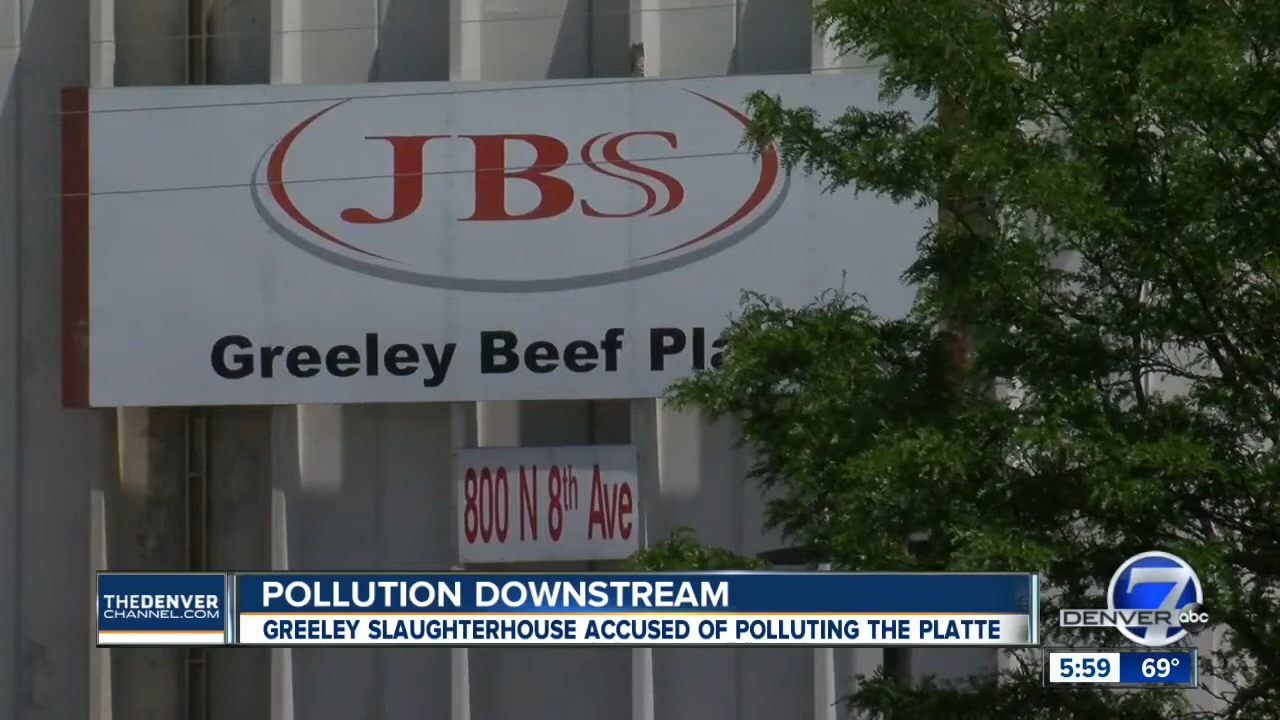 JBS
Greeley Beef Pla
800 N 8th Ave
THEDENVER
CHANNEL.COM
POLLUTION DOWNSTREAM
GREELEY SLAUGHTERHOUSE ACCUSED OF POLLUTING THE PLATTE
DENVER 7 abc
5:59 69°